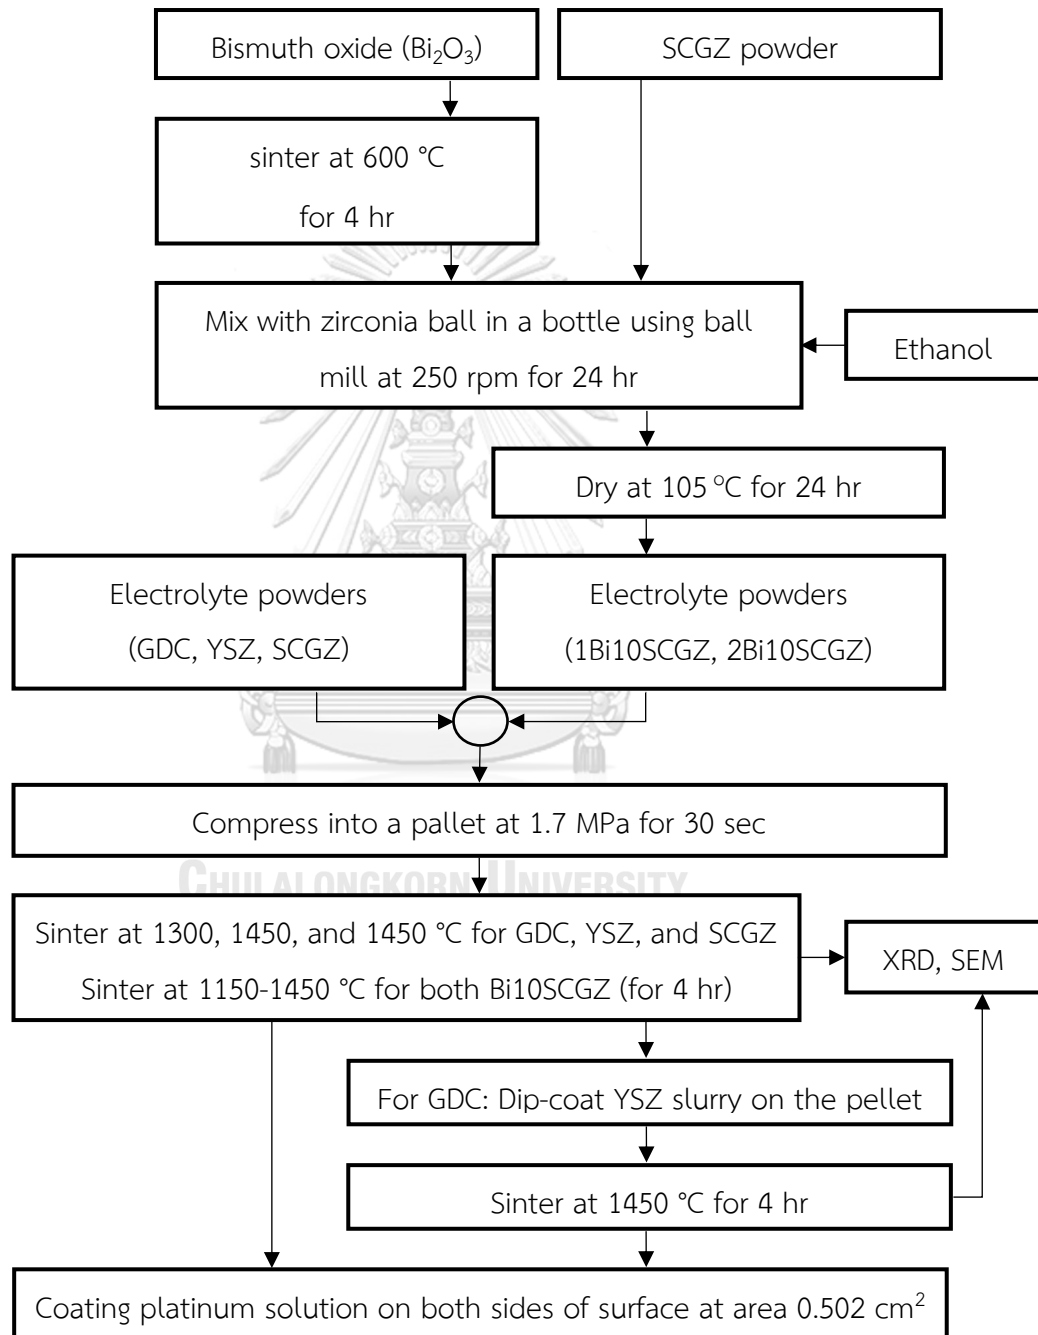 Bismuth oxide (Bi₂O₃)
SCGZ powder
sinter at 600 °C
for 4 hr
Mix with zirconia ball in a bottle using ball
mill at 250 rpm for 24 hr
Ethanol
Dry at 105 °C for 24 hr
Electrolyte powders
(GDC, YSZ, SCGZ)
Electrolyte powders
(1Bi10SCGZ, 2Bi10SCGZ)
Compress into a pallet at 1.7 MPa for 30 sec
CHULALONGKORN UNIVERSITY
Sinter at 1300, 1450, and 1450 °C for GDC, YSZ, and SCGZ
Sinter at 1150-1450 °C for both Bi10SCGZ (for 4 hr)
XRD, SEM
For GDC: Dip-coat YSZ slurry on the pellet
Sinter at 1450 °C for 4 hr
Coating platinum solution on both sides of surface at area 0.502 cm²